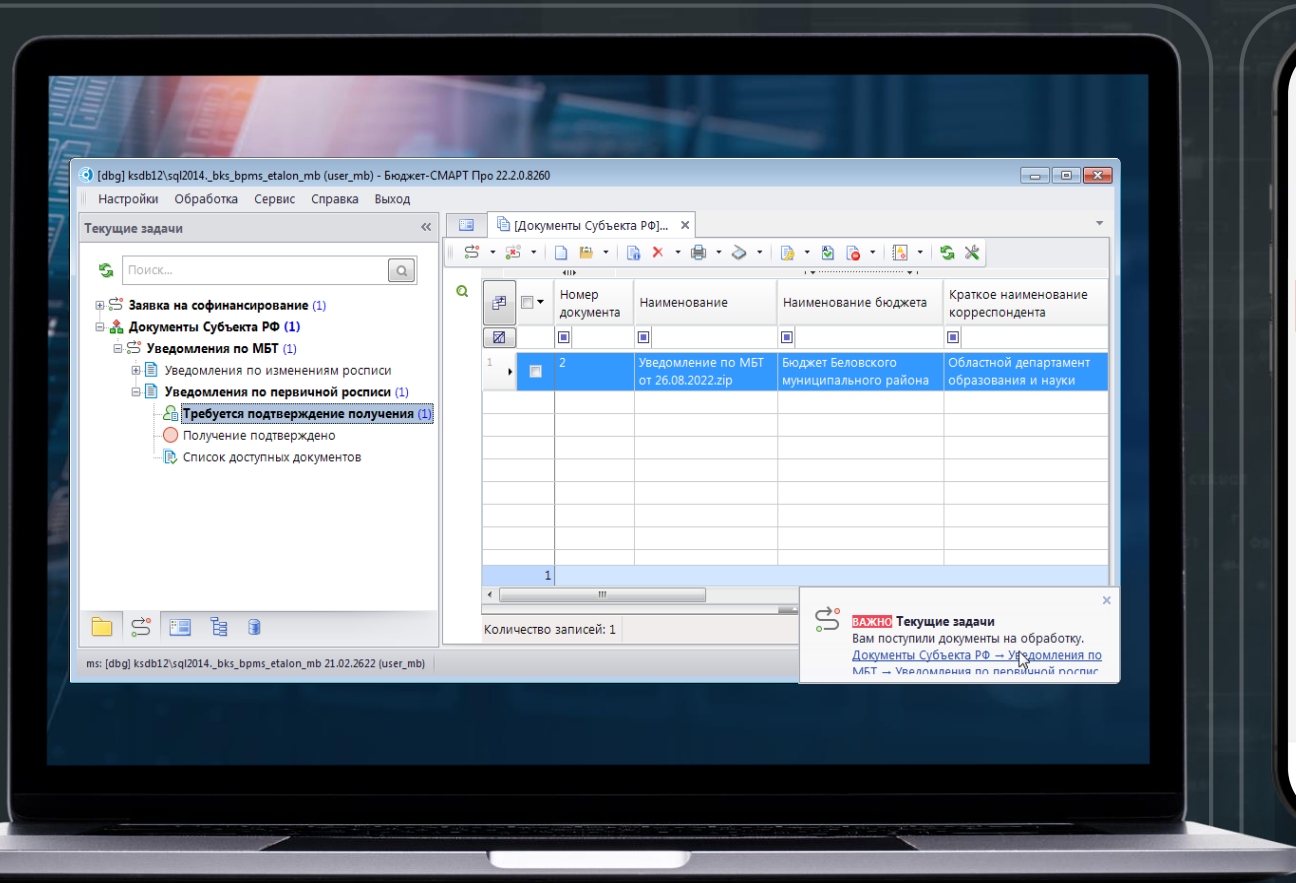 [dbg] ksdb12\sql2014._bks_bpms_etalon_mb (user_mb) - Бюджет-СМАРТ Про 22.2.0.8260
Настройки Обработка Сервис Справка Выход
Текущие задачи
[Документы Субъекта РФ]...
Поиск...
Заявка на софинансирование (1)
Документы Субъекта РФ (1)
Уведомления по МБТ (1)
Уведомления по изменениям росписи
Уведомления по первичной росписи (1)
Требуется подтверждение получения (1)
Получение подтверждено
Список доступных документов
Номер
документа
Наименование
Наименование бюджета
Краткое наименование
корреспондента
1
2
Уведомление по МБТ
от 26.08.2022.zip
Бюджет Беловского
муниципального района
Областной департамент
образования и науки
1
Количество записей: 1
ВАЖНО Текущие задачи
Вам поступили документы на обработку.
Документы Субъекта РФ → Уведомления по
МБТ → Уведомления по первичной роспис
ms: [dbg] ksdb12\sql2014._bks_bpms_etalon_mb 21.02.2622 (user_mb)